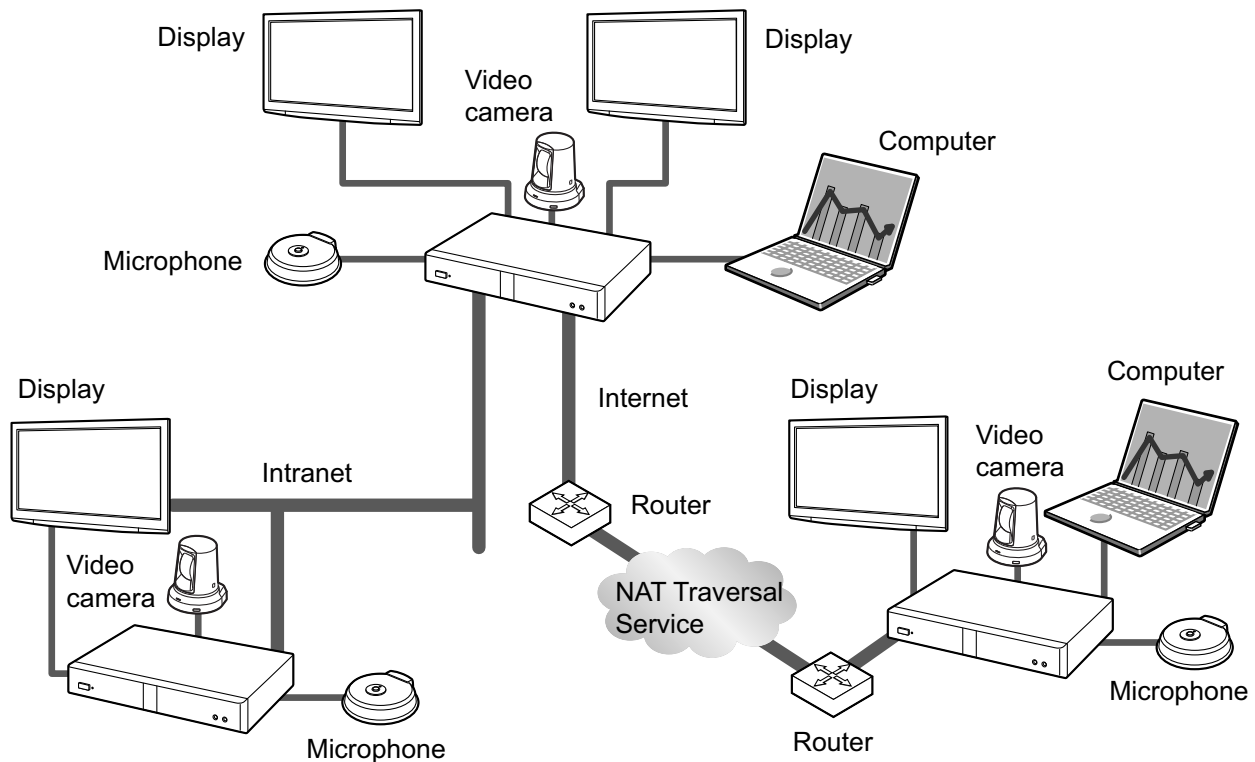 Display
Display
Video
camera
Computer
Microphone
Display
Internet
Display
Computer
Video
camera
Intranet
Router
Video
camera
NAT Traversal
Service
Microphone
Microphone
Router